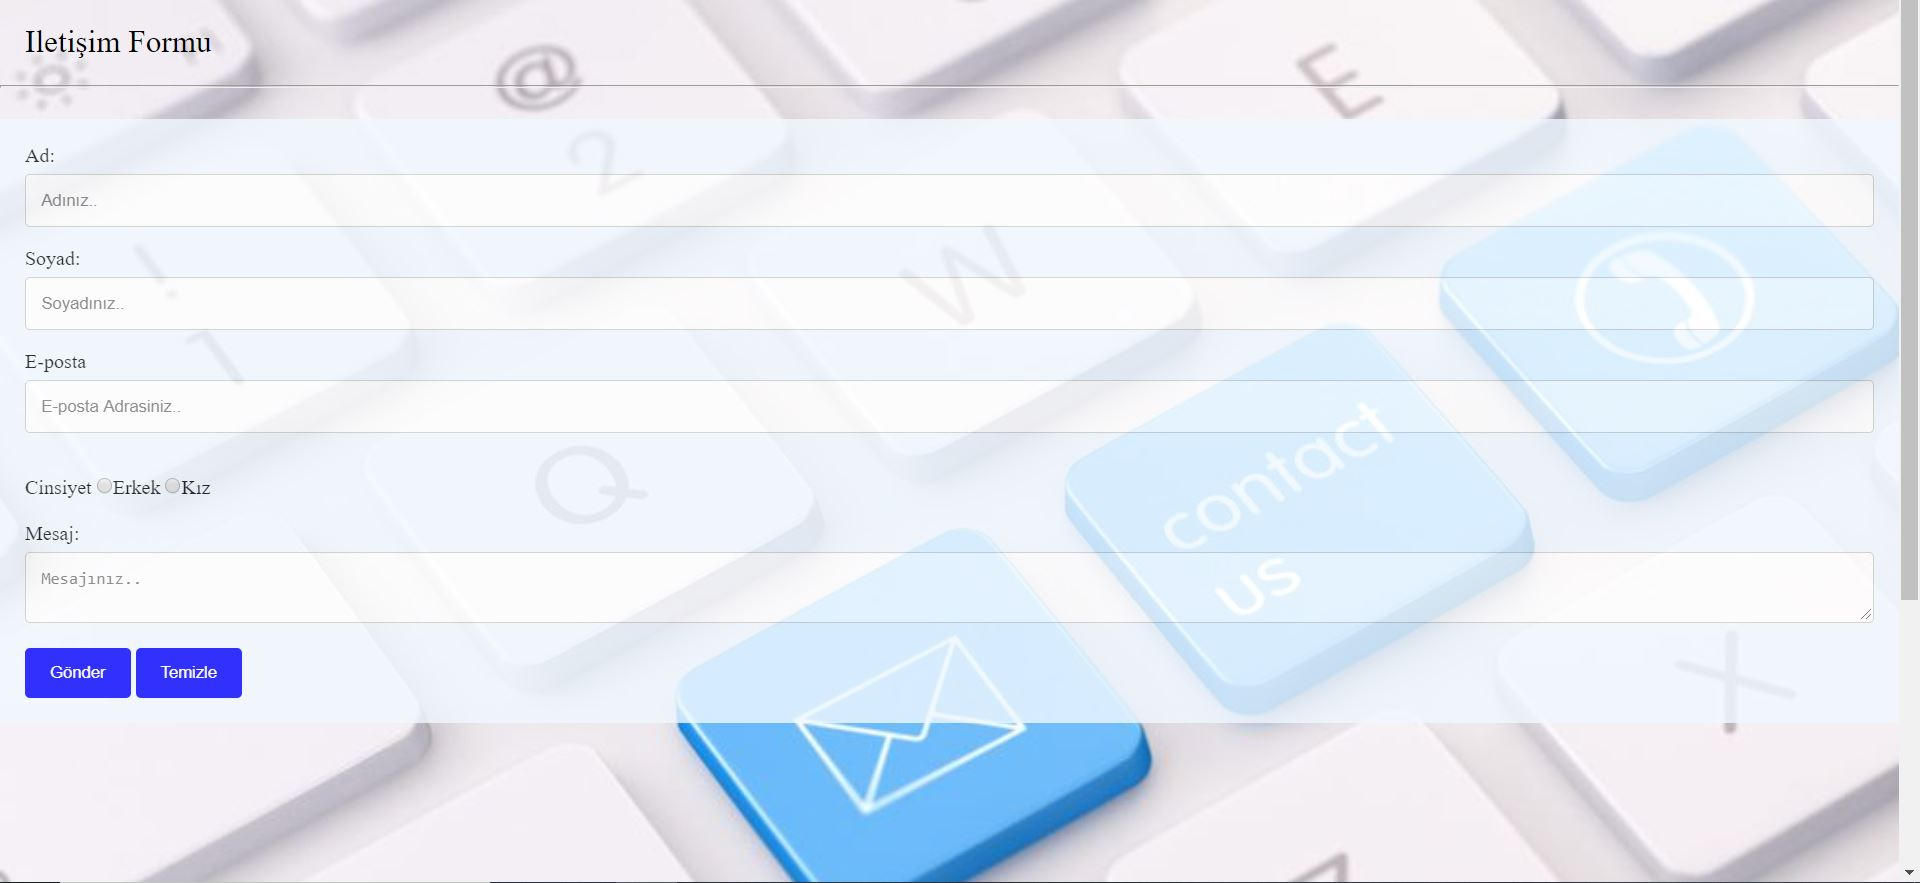 Iletişim Formu
@
2
E
Ad:
Adınız..
!
1
W
Soyad:
Soyadınız..
E-posta
E-posta Adrasiniz..
Q
contact
us
Cinsiyet Erkek Kız
Mesaj:
Mesajınız..
X
Gönder Temizle